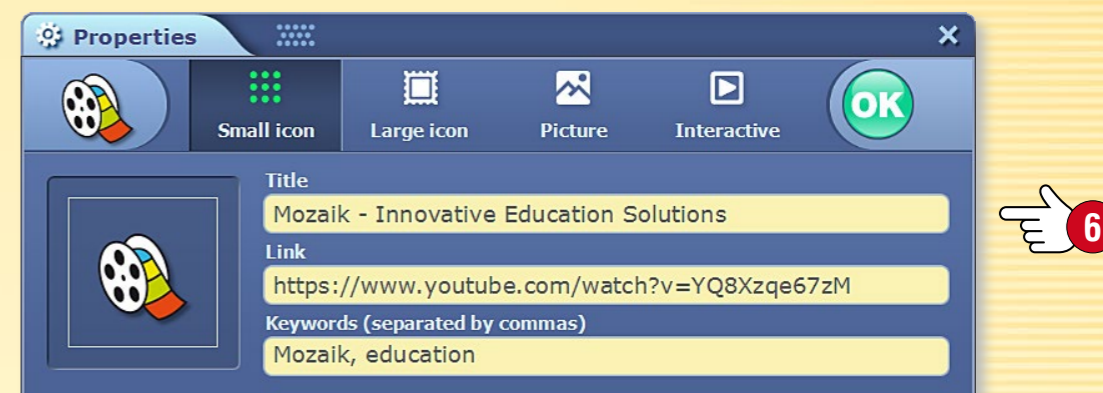 Properties
Small icon Large icon Picture Interactive OK
Title
Mozaik - Innovative Education Solutions
Link
https://www.youtube.com/watch?v=YQ8Xzqe67zM
Keywords (separated by commas)
Mozaik, education
6